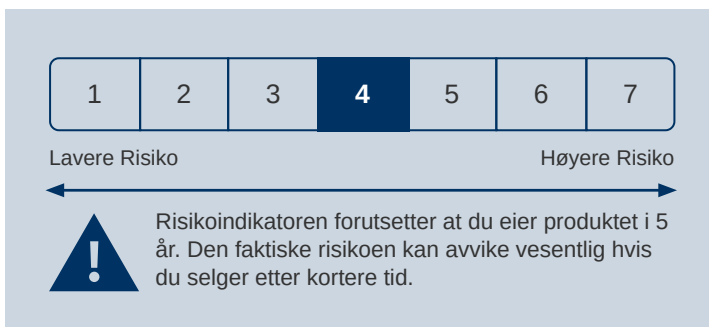 1 2 3 4 5 6 7
Lavere Risiko Høyere Risiko
Risikoindikatoren forutsetter at du eier produktet i 5
år. Den faktiske risikoen kan avvike vesentlig hvis
du selger etter kortere tid.